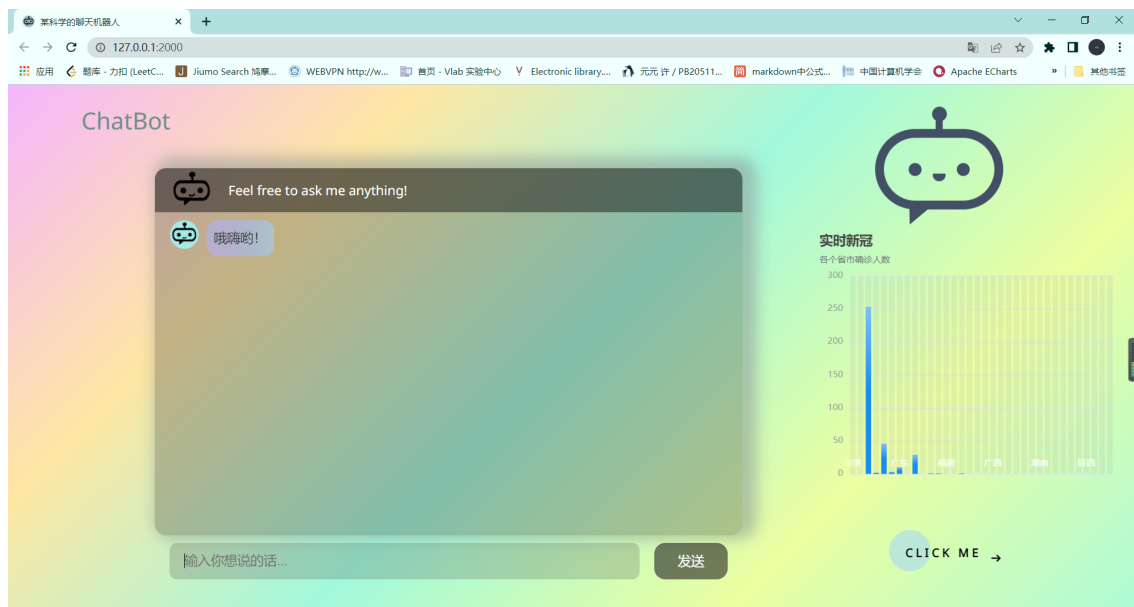 某科学的聊天机器人
127.0.0.1:2000
应用
题库 - 力扣 (LeetC...
Jiumo Search 鸠摩...
WEBVPN http://w...
首页 - Vlab 实验中心
Electronic library....
元元 许 / PB20511...
markdown中公式...
中国计算机学会
Apache ECharts
»
其他书签
ChatBot
Feel free to ask me anything!
哦嗨哟!
输入你想说的话...
发送
实时新冠
各个省市确诊人数
300
250
200
150
100
50
0
广东
福建
广西
湖南
陕西
CLICK ME →